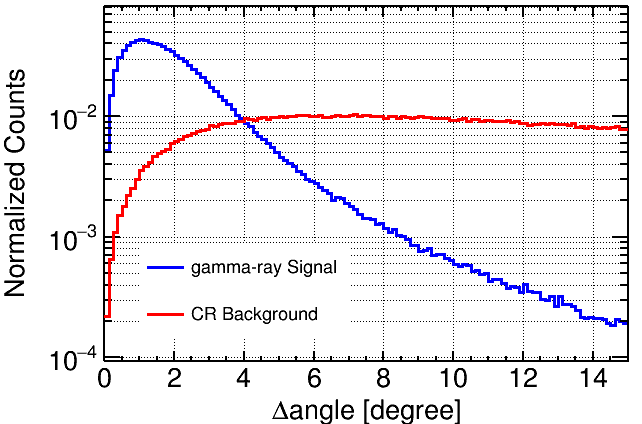 Normalized Counts
10⁻²
10⁻³
10⁻⁴
gamma-ray Signal
CR Background
0 2 4 6 8 10 12 14
Δangle [degree]